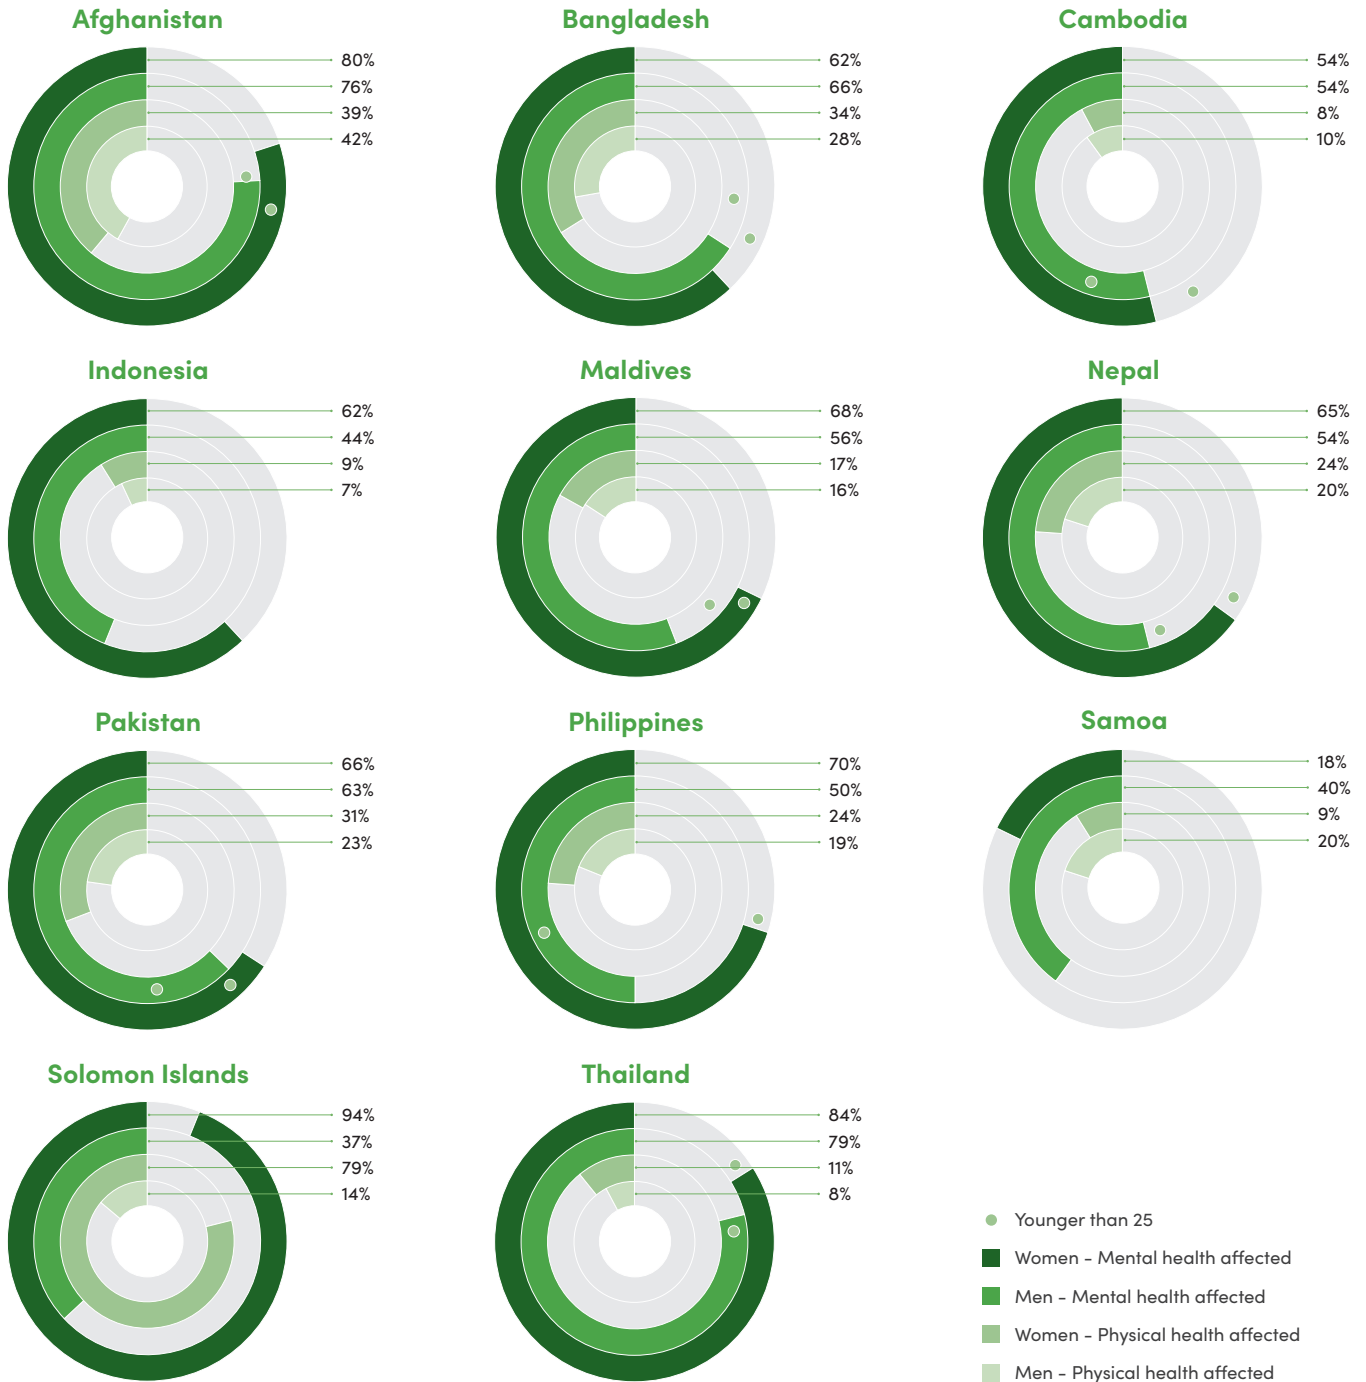 Afghanistan
80%
76%
39%
42%
Bangladesh
62%
66%
34%
28%
Cambodia
54%
54%
8%
10%
Indonesia
62%
44%
9%
7%
Maldives
68%
56%
17%
16%
Nepal
65%
54%
24%
20%
Pakistan
66%
63%
31%
23%
Philippines
70%
50%
24%
19%
Samoa
18%
40%
9%
20%
Solomon Islands
94%
37%
79%
14%
Thailand
84%
79%
11%
8%
Younger than 25
Women - Mental health affected
Men - Mental health affected
Women - Physical health affected
Men - Physical health affected